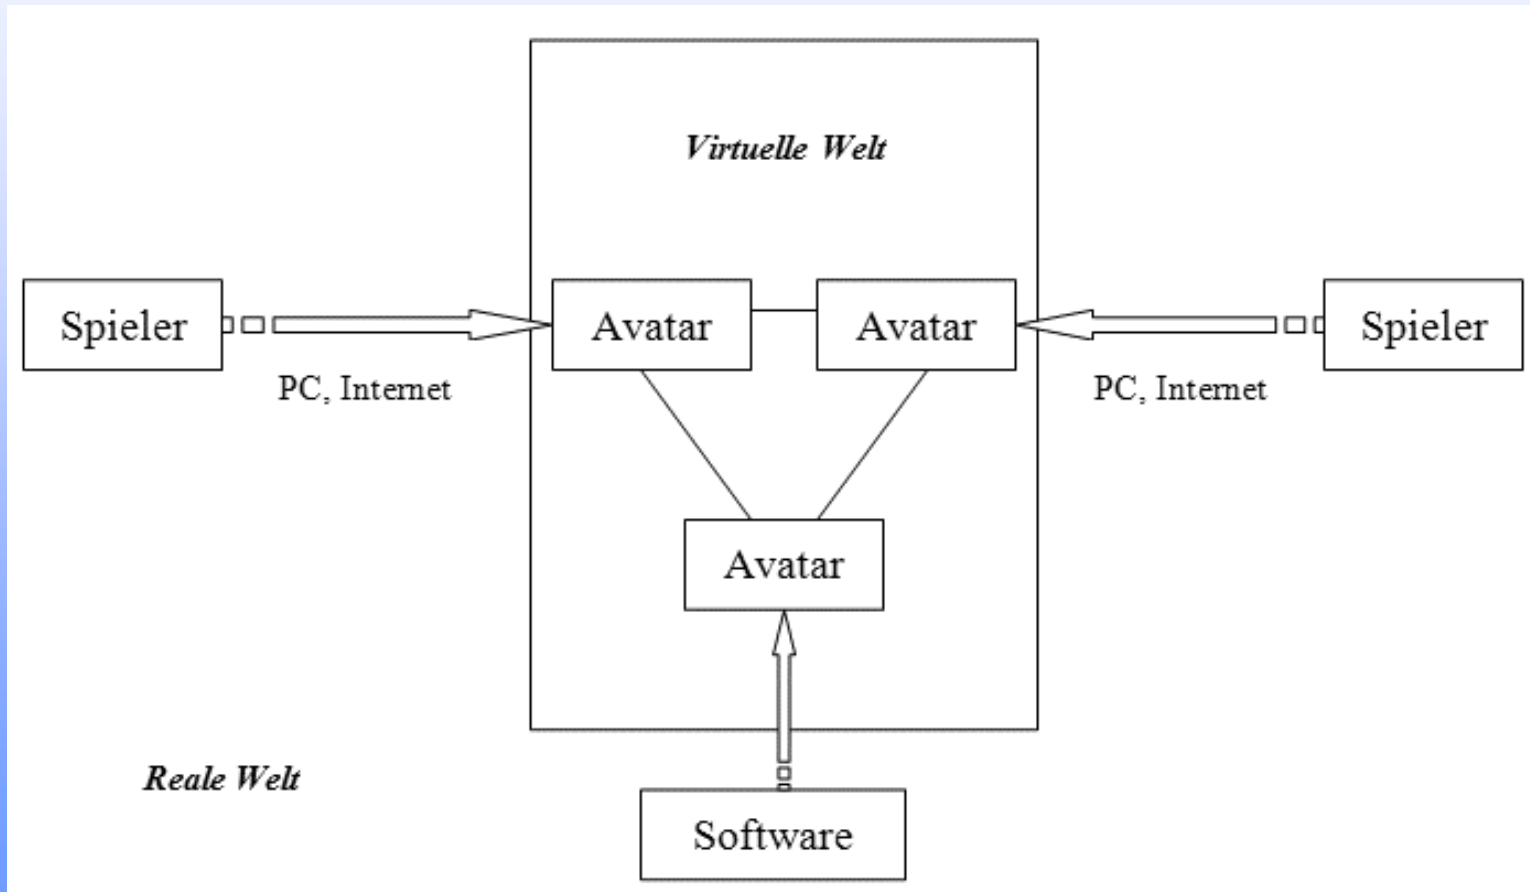 Virtuelle Welt
Spieler
Avatar
Avatar
Spieler
PC, Internet
PC, Internet
Avatar
Reale Welt
Software